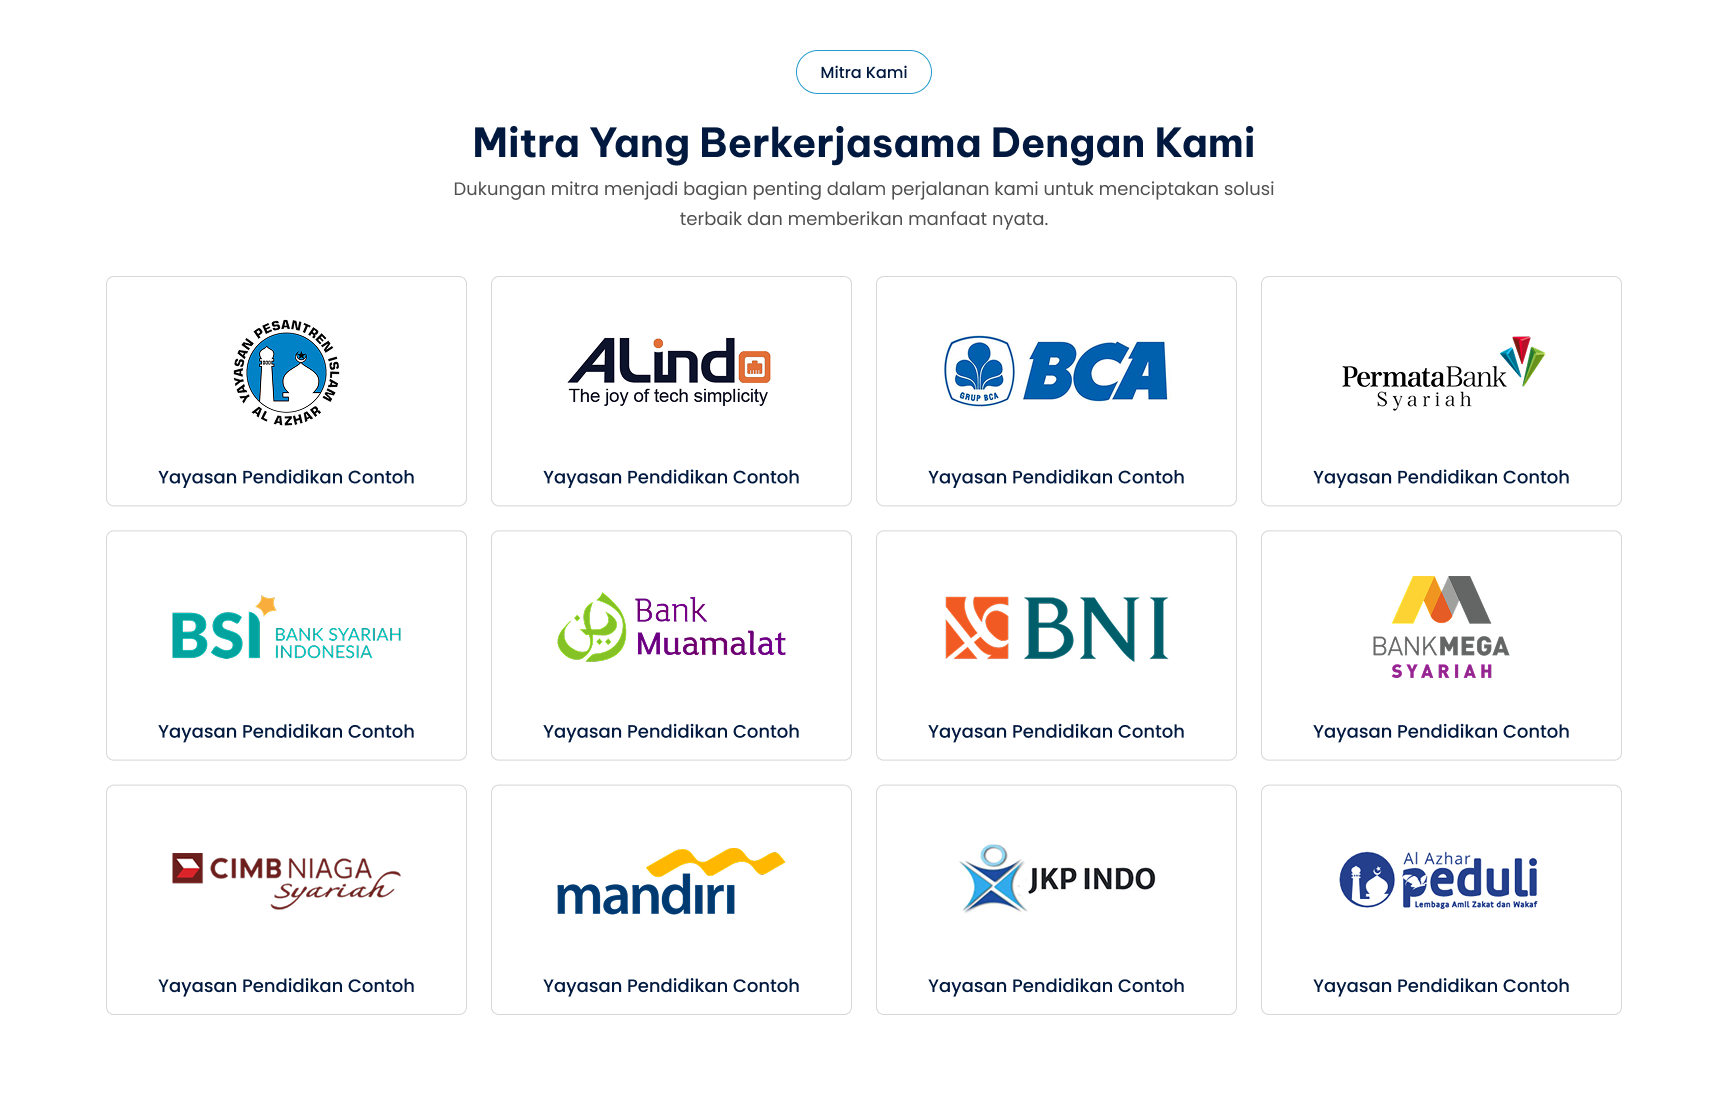 Mitra Kami
Mitra Yang Berkerjasama Dengan Kami
Dukungan mitra menjadi bagian penting dalam perjalanan kami untuk menciptakan solusi
terbaik dan memberikan manfaat nyata.
YAYASAN PESANTREN ISLAM
AL AZHAR
ALindo
The joy of tech simplicity
GRUP BCA
BCA
PermataBank
Syariah
Yayasan Pendidikan Contoh
Yayasan Pendidikan Contoh
Yayasan Pendidikan Contoh
Yayasan Pendidikan Contoh
BSI
BANK SYARIAH
INDONESIA
Bank
Muamalat
BNI
BANKMEGA
SYARIAH
Yayasan Pendidikan Contoh
Yayasan Pendidikan Contoh
Yayasan Pendidikan Contoh
Yayasan Pendidikan Contoh
CIMB NIAGA
Syariah
mandiri
JKP INDO
Al Azhar
peduli
Lembaga Amil Zakat dan Wakaf
Yayasan Pendidikan Contoh
Yayasan Pendidikan Contoh
Yayasan Pendidikan Contoh
Yayasan Pendidikan Contoh